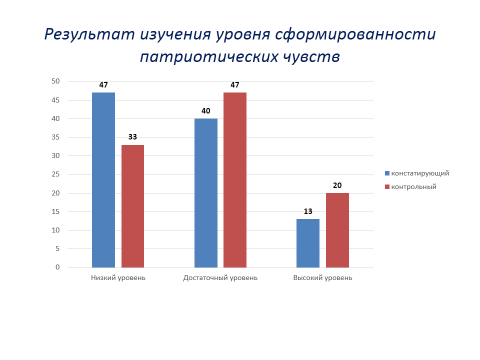 Результат изучения уровня сформированности
патриотических чувств
50
45
40
35
30
25
20
15
10
5
0
47
33
40
47
13
20
Низкий уровень
Достаточный уровень
Высокий уровень
констатирующий
контрольный